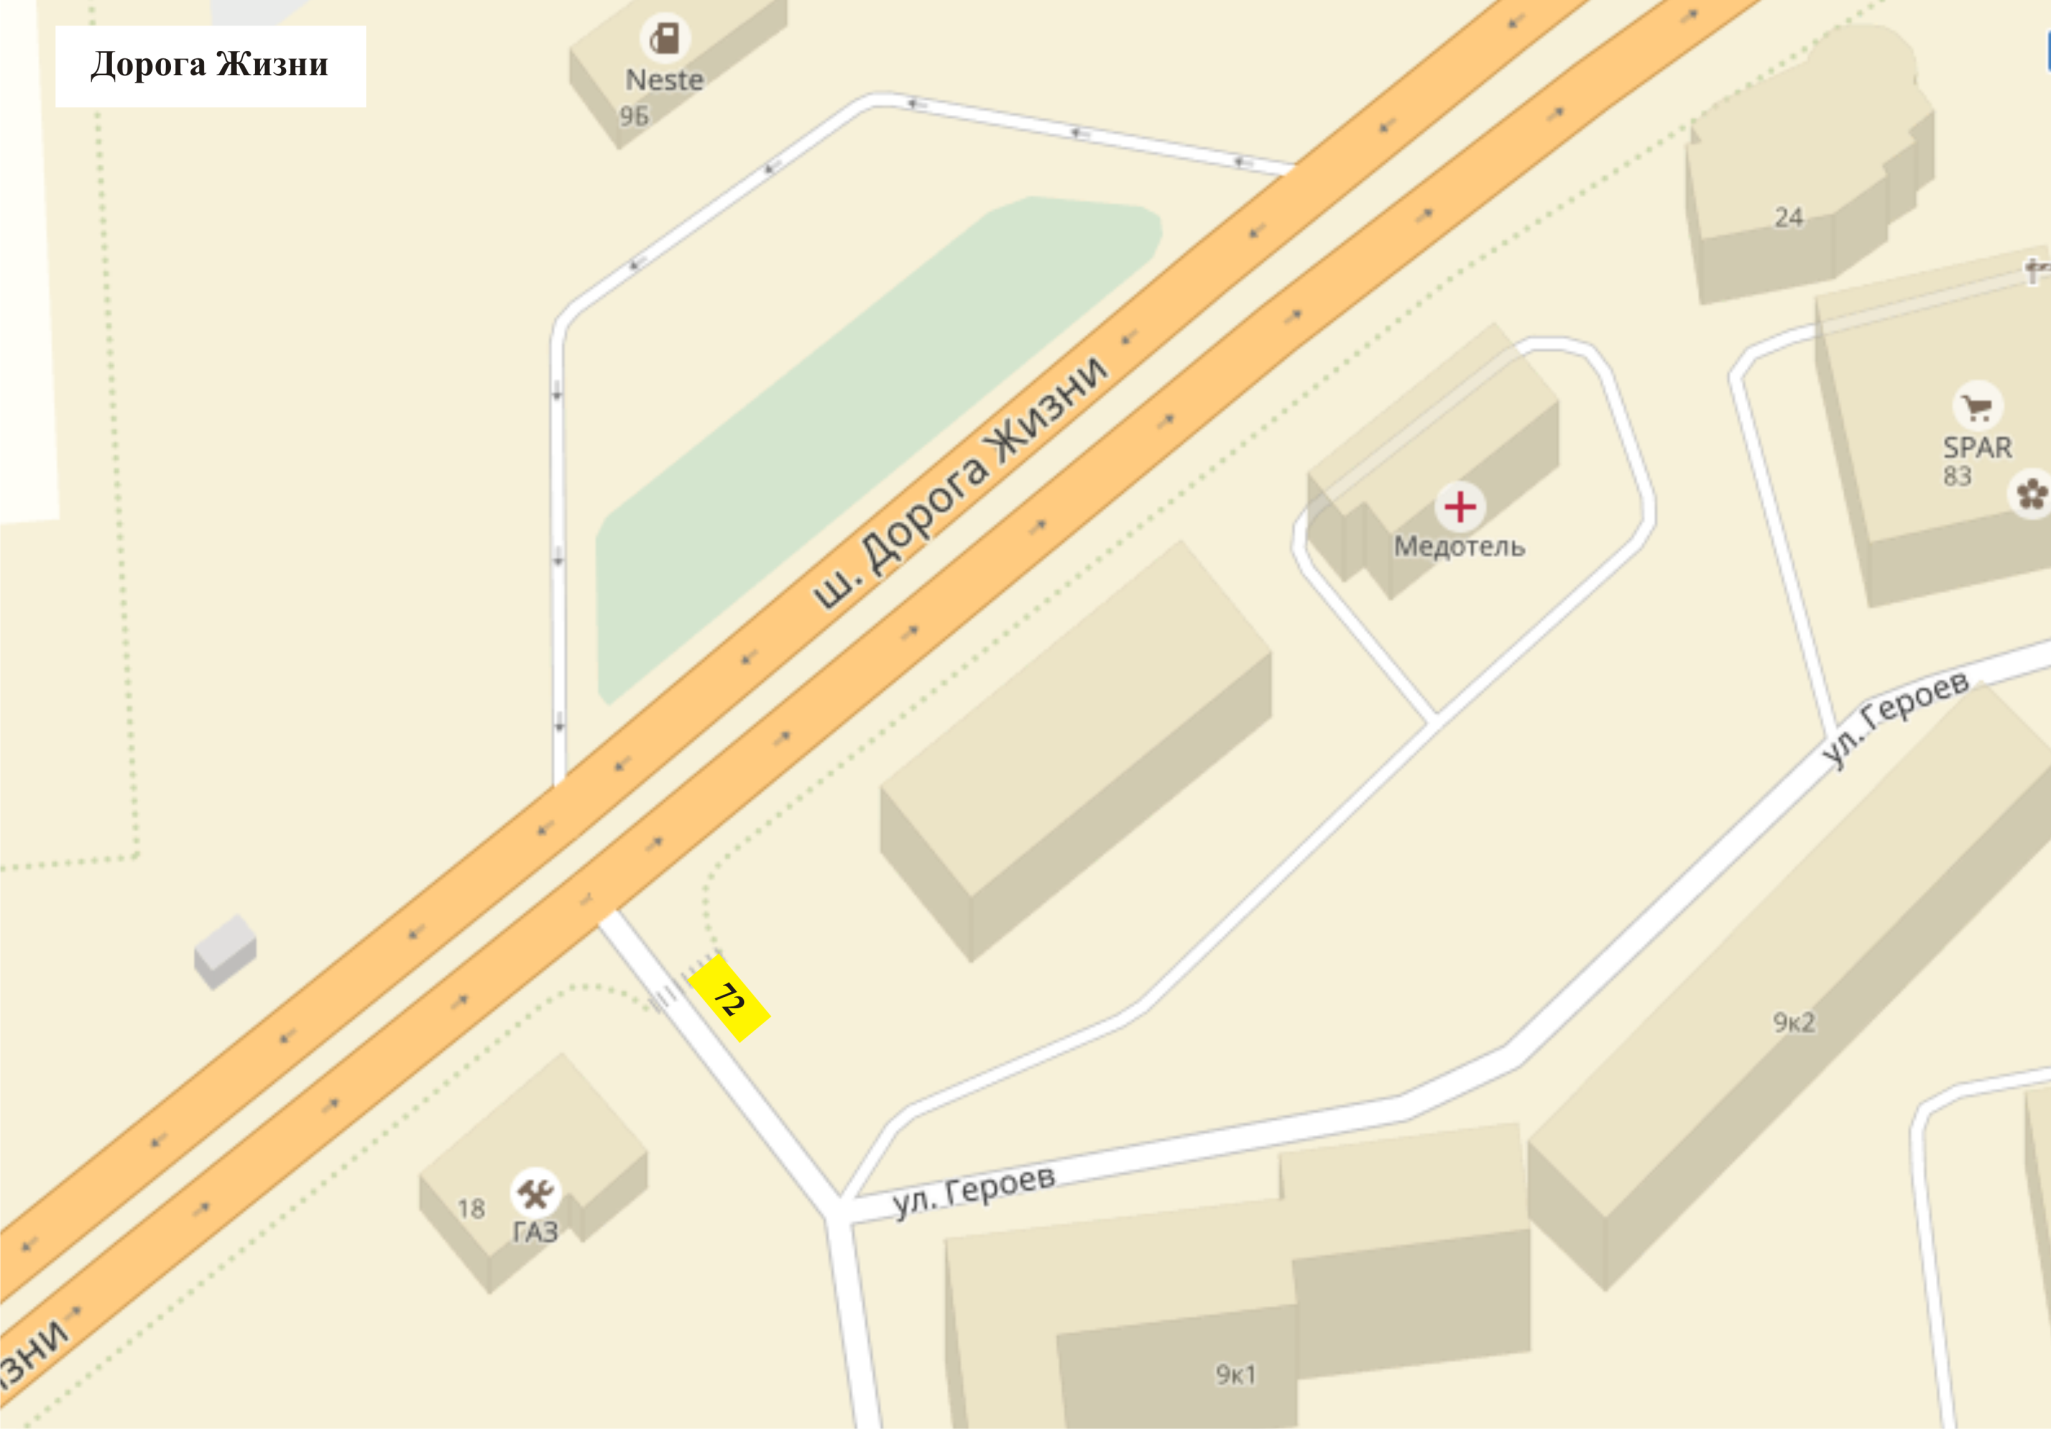 Дорога Жизни
Neste
9Б
24
ш. Дорога Жизни
SPAR
83
Медотель
ул. Героев
72
9к2
18
ГАЗ
ул. Героев
9к1